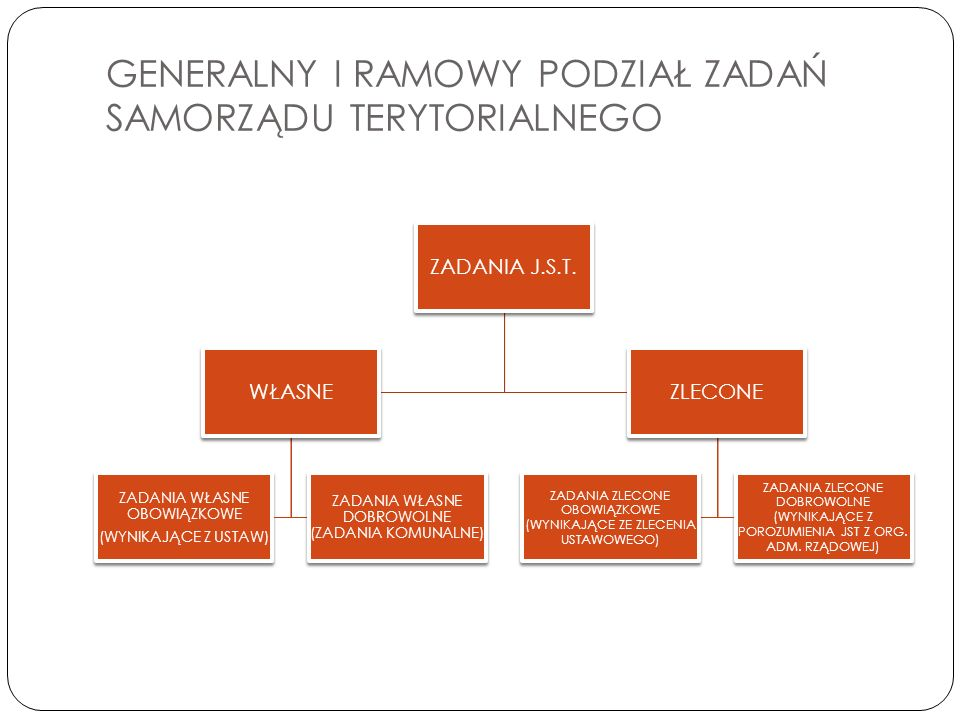 GENERALNY I RAMOWY PODZIAŁ ZADAŃ
SAMORZĄDU TERYTORIALNEGO
ZADANIA J.S.T.
WŁASNE
ZLECONE
ZADANIA WŁASNE
OBOWIĄZKOWE
(WYNIKAJĄCE Z USTAW)
ZADANIA WŁASNE
DOBROWOLNE
(ZADANIA KOMUNALNE)
ZADANIA ZLECONE
OBOWIĄZKOWE
(WYNIKAJĄCE ZE ZLECENIA
USTAWOWEGO)
ZADANIA ZLECONE
DOBROWOLNE
(WYNIKAJĄCE Z
POROZUMIENIA JST Z ORG.
ADM. RZĄDOWEJ)